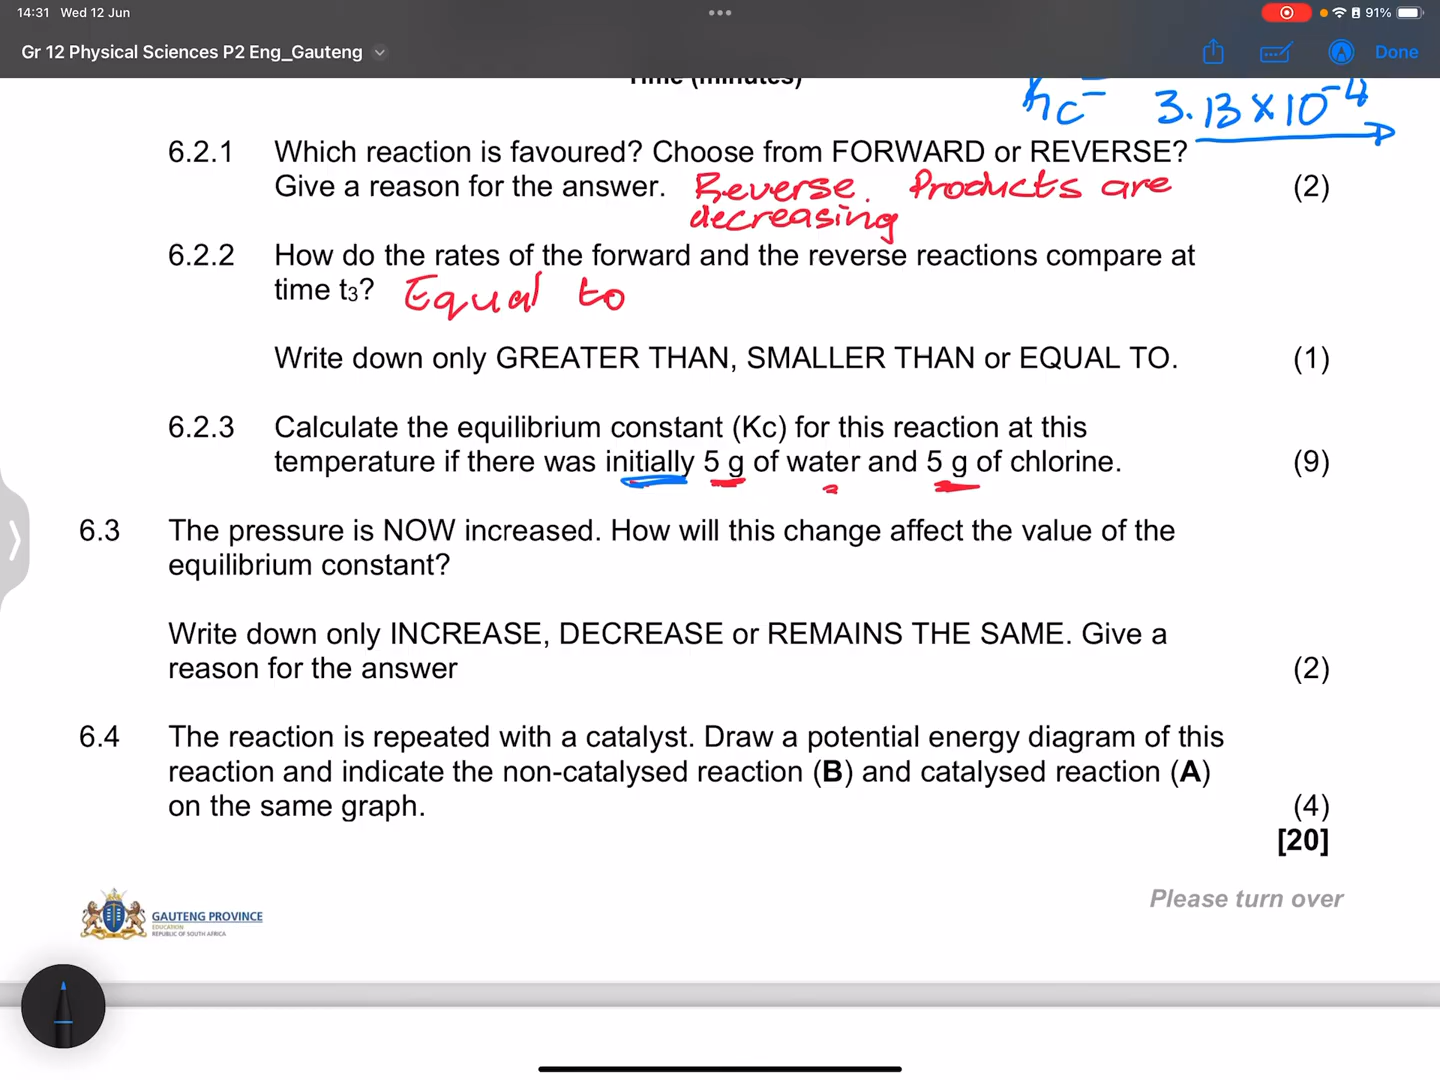 14:31 Wed 12 Jun
91%
Gr 12 Physical Sciences P2 Eng_Gauteng
Done
Time (minutes)
Kc = 3.13 × 10⁻⁴
6.2.1 Which reaction is favoured? Choose from FORWARD or REVERSE?
Give a reason for the answer. Reverse. Products are (2)
decreasing
6.2.2 How do the rates of the forward and the reverse reactions compare at
time t₃? Equal to
Write down only GREATER THAN, SMALLER THAN or EQUAL TO. (1)
6.2.3 Calculate the equilibrium constant (Kc) for this reaction at this
temperature if there was initially 5 g of water and 5 g of chlorine. (9)
6.3 The pressure is NOW increased. How will this change affect the value of the
equilibrium constant?
Write down only INCREASE, DECREASE or REMAINS THE SAME. Give a
reason for the answer (2)
6.4 The reaction is repeated with a catalyst. Draw a potential energy diagram of this
reaction and indicate the non-catalysed reaction (B) and catalysed reaction (A)
on the same graph. (4)
[20]
Please turn over
GAUTENG PROVINCE
EDUCATION
REPUBLIC OF SOUTH AFRICA